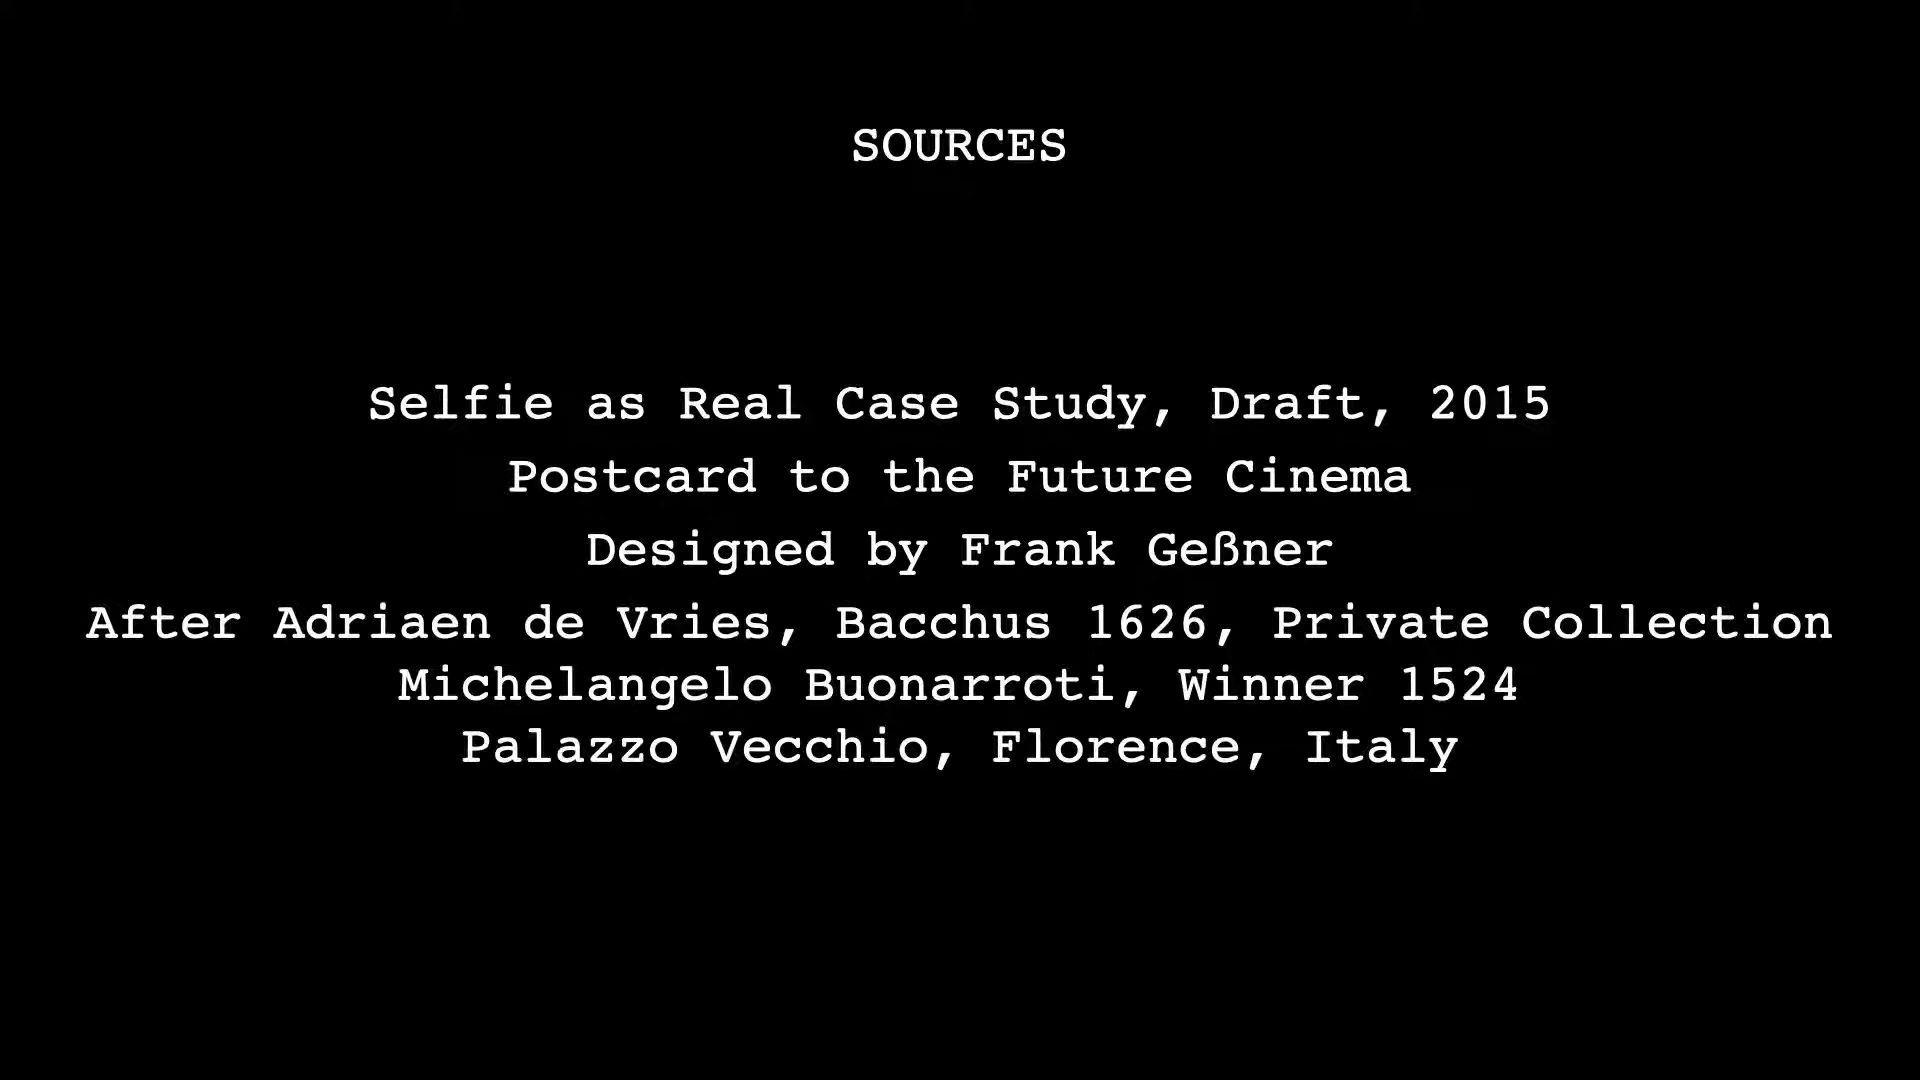 SOURCES
Selfie as Real Case Study, Draft, 2015
Postcard to the Future Cinema
Designed by Frank Geßner
After Adriaen de Vries, Bacchus 1626, Private Collection
Michelangelo Buonarroti, Winner 1524
Palazzo Vecchio, Florence, Italy